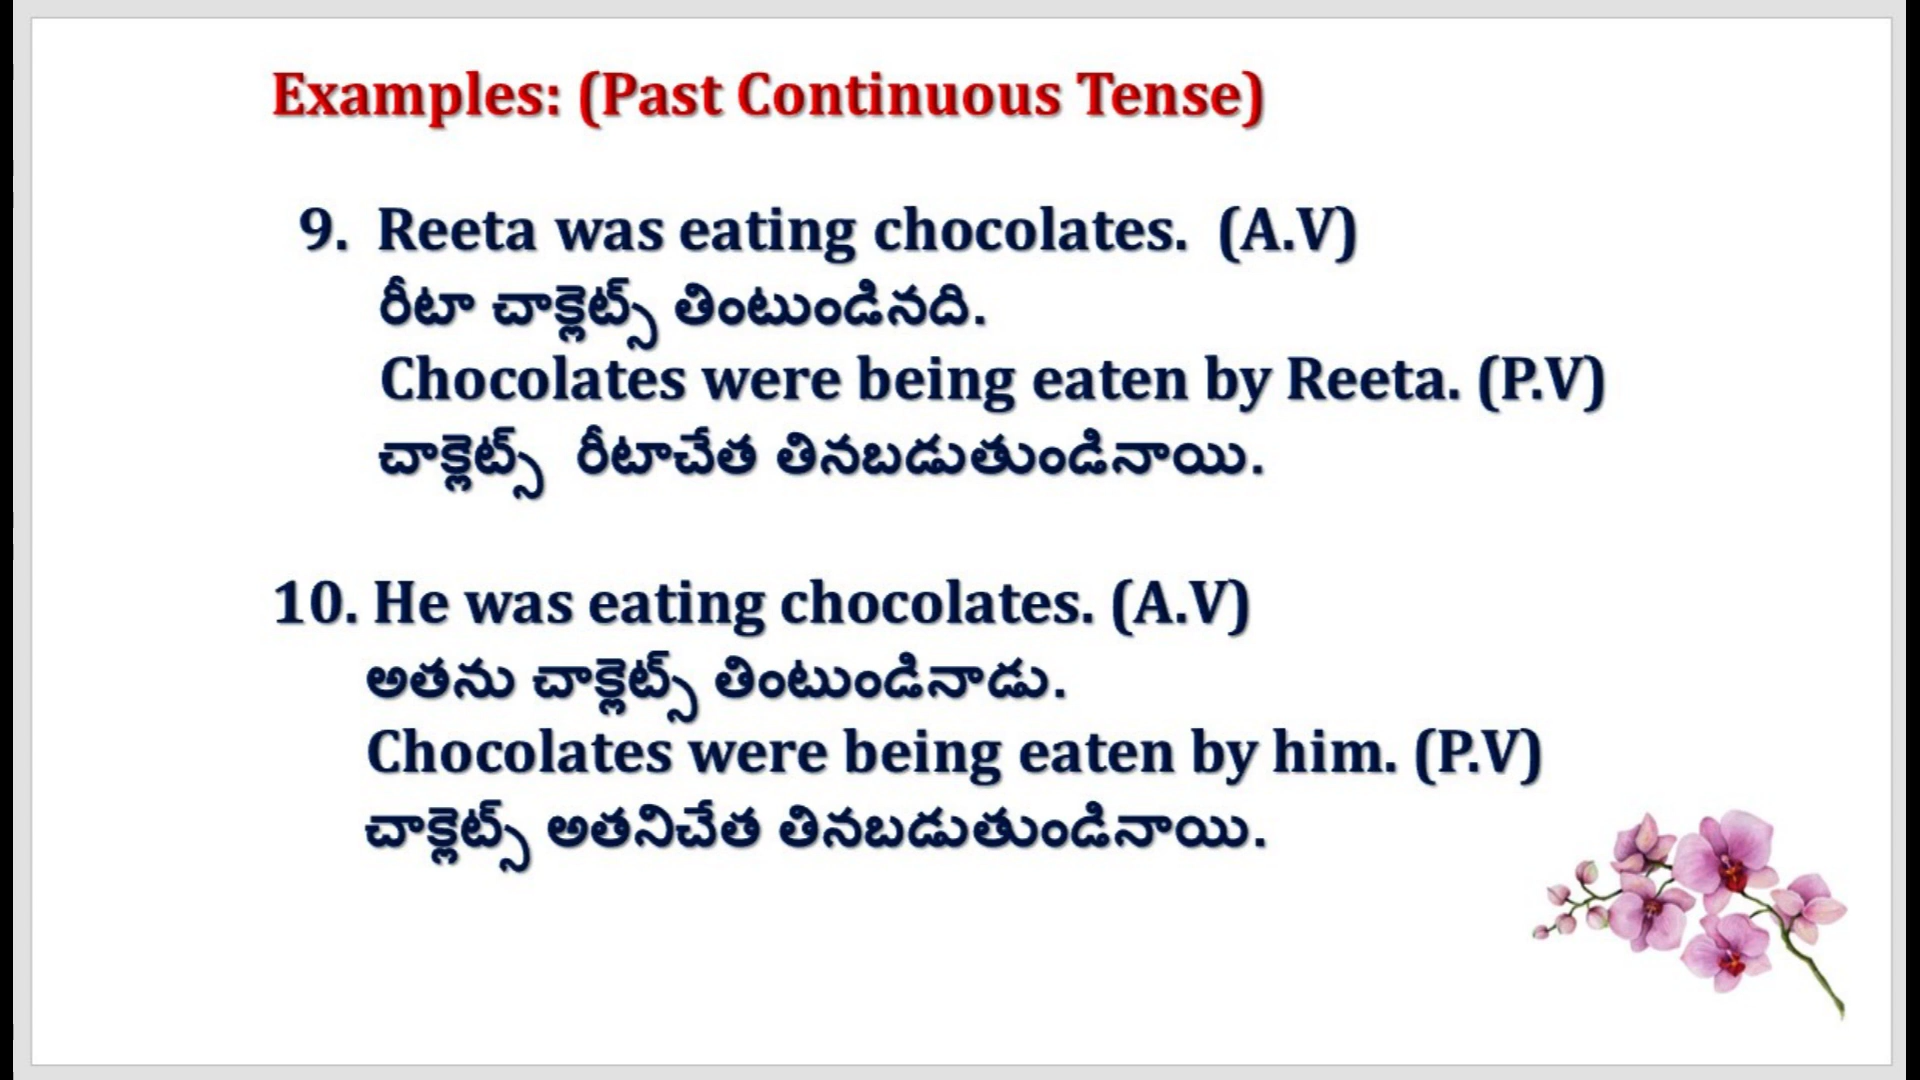 Examples: (Past Continuous Tense)
9. Reeta was eating chocolates. (A.V)
రీటా చాక్లెట్స్ తింటుండినది.
Chocolates were being eaten by Reeta. (P.V)
చాక్లెట్స్ రీటాచేత తినబడుతుండినాయి.
10. He was eating chocolates. (A.V)
అతను చాక్లెట్స్ తింటుండినాడు.
Chocolates were being eaten by him. (P.V)
చాక్లెట్స్ అతనిచేత తినబడుతుండినాయి.